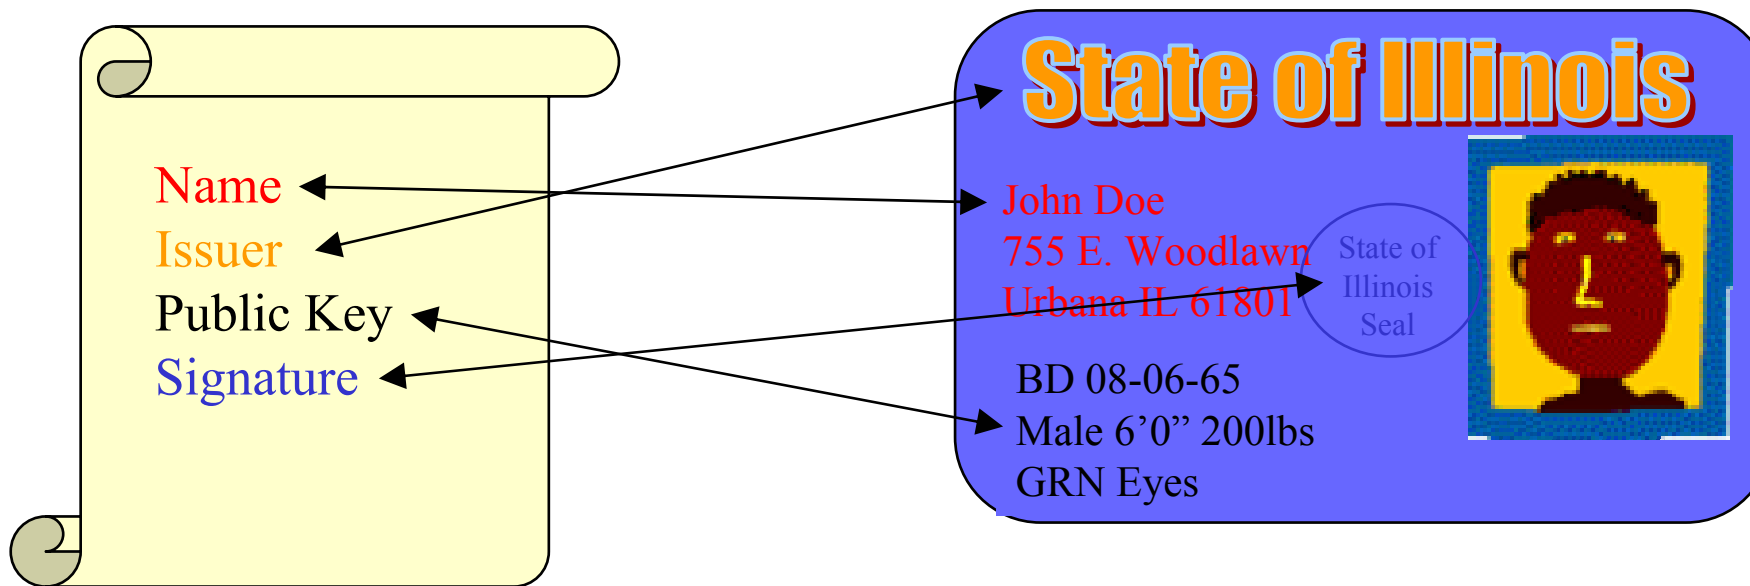 Name
Issuer
Public Key
Signature
State of Illinois
John Doe
755 E. Woodlawn
Urbana IL 61801
State of
Illinois
Seal
BD 08-06-65
Male 6’0” 200lbs
GRN Eyes